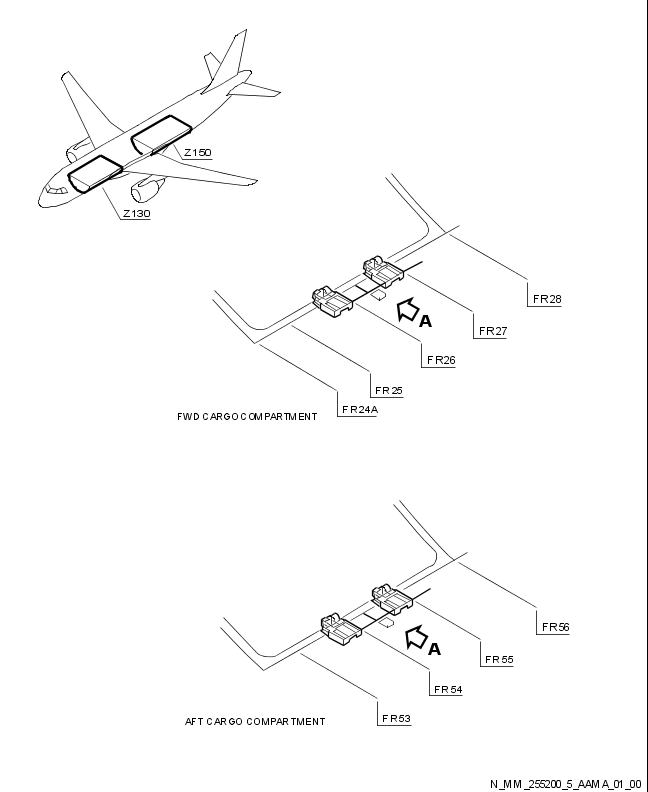 Z150
Z130
FR28
FR27
A
FR26
FR25
FR24A
FWD CARGO COMPARTMENT
FR56
A
FR55
FR54
FR53
AFT CARGO COMPARTMENT
N_MM_255200_5_AAMA_01_00